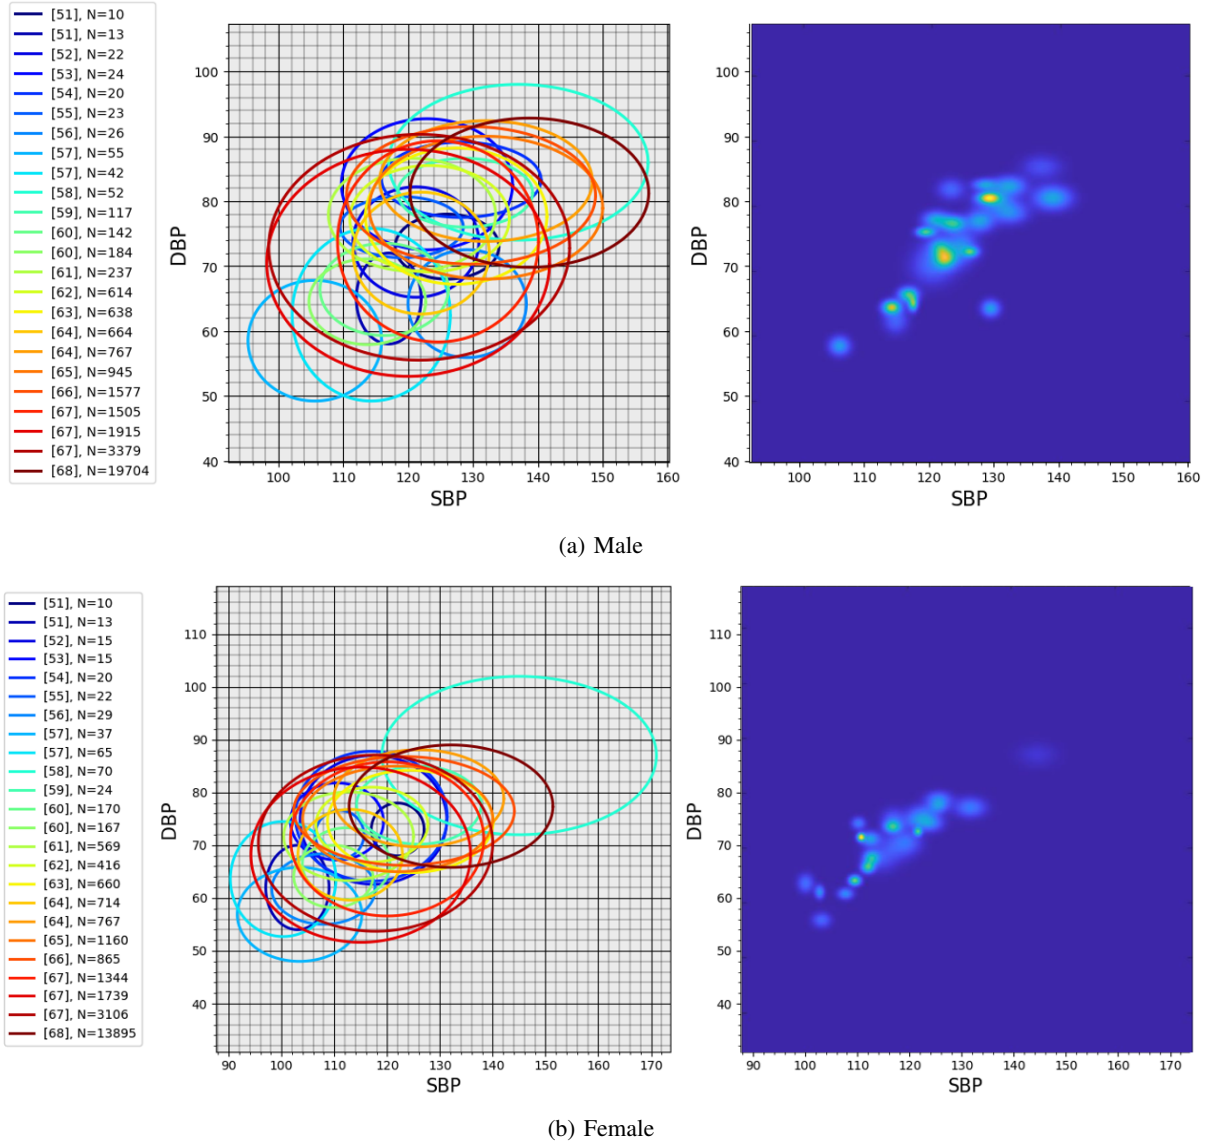 [51], N=10
[51], N=13
[52], N=22
[53], N=24
[54], N=20
[55], N=23
[56], N=26
[57], N=55
[57], N=42
[58], N=52
[59], N=117
[60], N=142
[60], N=184
[61], N=237
[62], N=614
[63], N=638
[64], N=664
[64], N=767
[65], N=945
[66], N=1577
[67], N=1505
[67], N=1915
[67], N=3379
[68], N=19704
DBP
100
90
80
70
60
50
40
100 110 120 130 140 150 160
SBP
DBP
100
90
80
70
60
50
40
100 110 120 130 140 150 160
SBP
(a) Male
[51], N=10
[51], N=13
[52], N=15
[53], N=15
[54], N=20
[55], N=22
[56], N=29
[57], N=37
[57], N=65
[58], N=70
[59], N=24
[60], N=170
[60], N=167
[61], N=569
[62], N=416
[63], N=660
[64], N=714
[64], N=767
[65], N=1160
[66], N=865
[67], N=1344
[67], N=1739
[67], N=3106
[68], N=13895
DBP
110
100
90
80
70
60
50
40
90 100 110 120 130 140 150 160 170
SBP
DBP
110
100
90
80
70
60
50
40
90 100 110 120 130 140 150 160 170
SBP
(b) Female